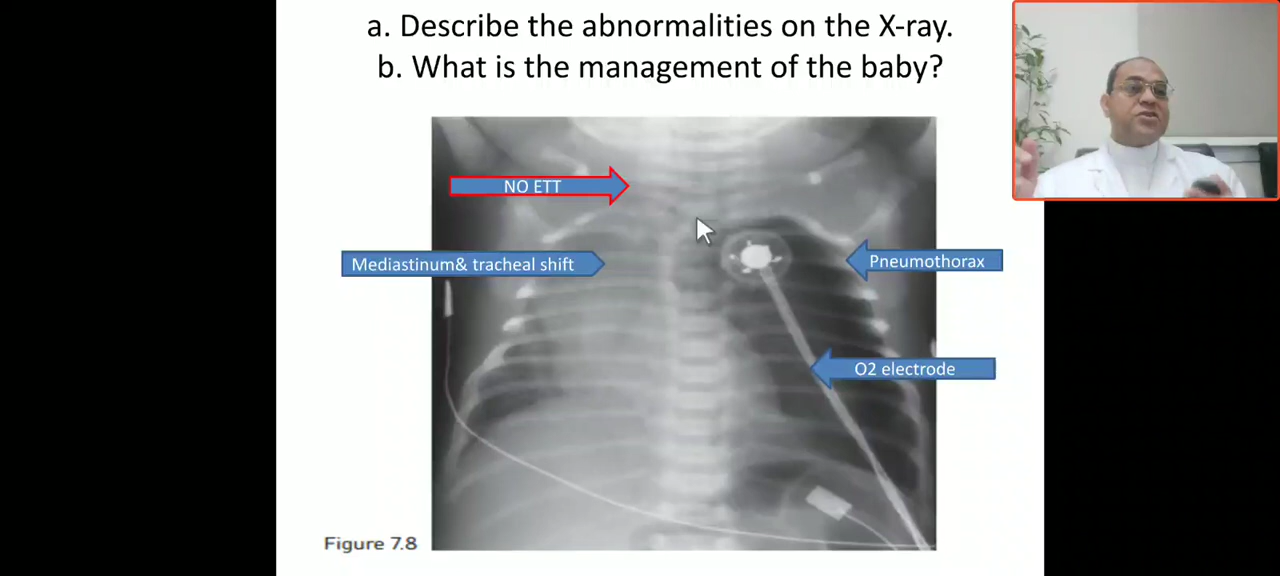 a. Describe the abnormalities on the X-ray.
b. What is the management of the baby?
NO ETT
Mediastinum& tracheal shift
Pneumothorax
O2 electrode
Figure 7.8